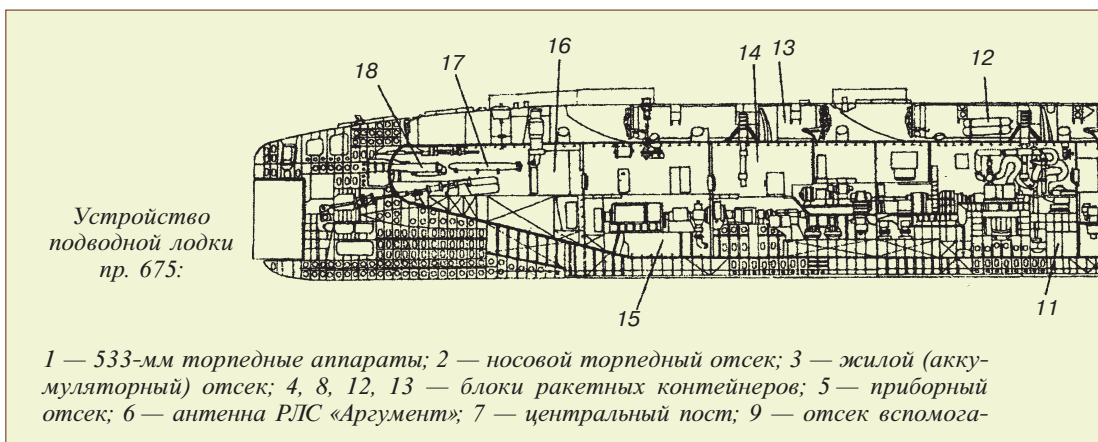 16
13
12
18
17
14
Устройство
подводной лодки
пр. 675:
15
11
1 — 533-мм торпедные аппараты; 2 — носовой торпедный отсек; 3 — жилой (акку-
муляторный) отсек; 4, 8, 12, 13 — блоки ракетных контейнеров; 5 — приборный
отсек; 6 — антенна РЛС «Аргумент»; 7 — центральный пост; 9 — отсек вспомога-